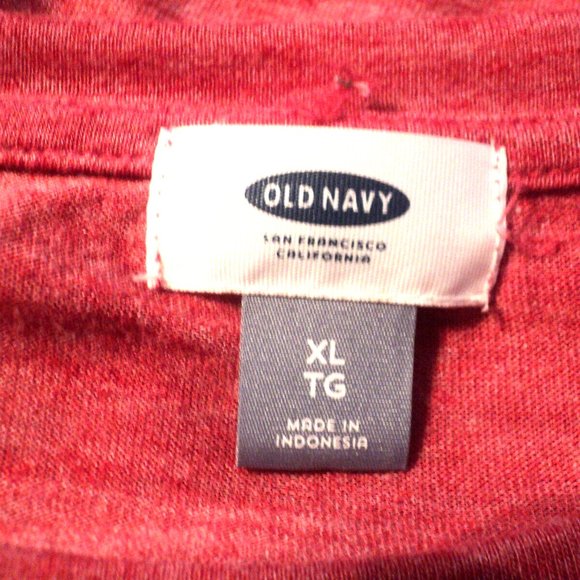 OLD NAVY
SAN FRANCISCO
CALIFORNIA
XL
TG
MADE IN
INDONESIA